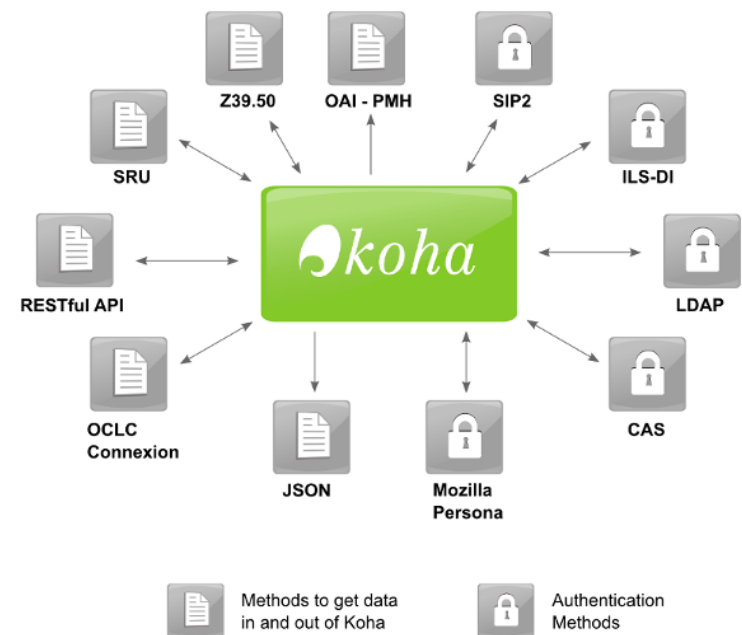 Z39.50
OAI - PMH
SIP2
SRU
ILS-DI
koha
RESTful API
LDAP
OCLC
Connexion
CAS
JSON
Mozilla
Persona
Methods to get data
in and out of Koha
Authentication
Methods